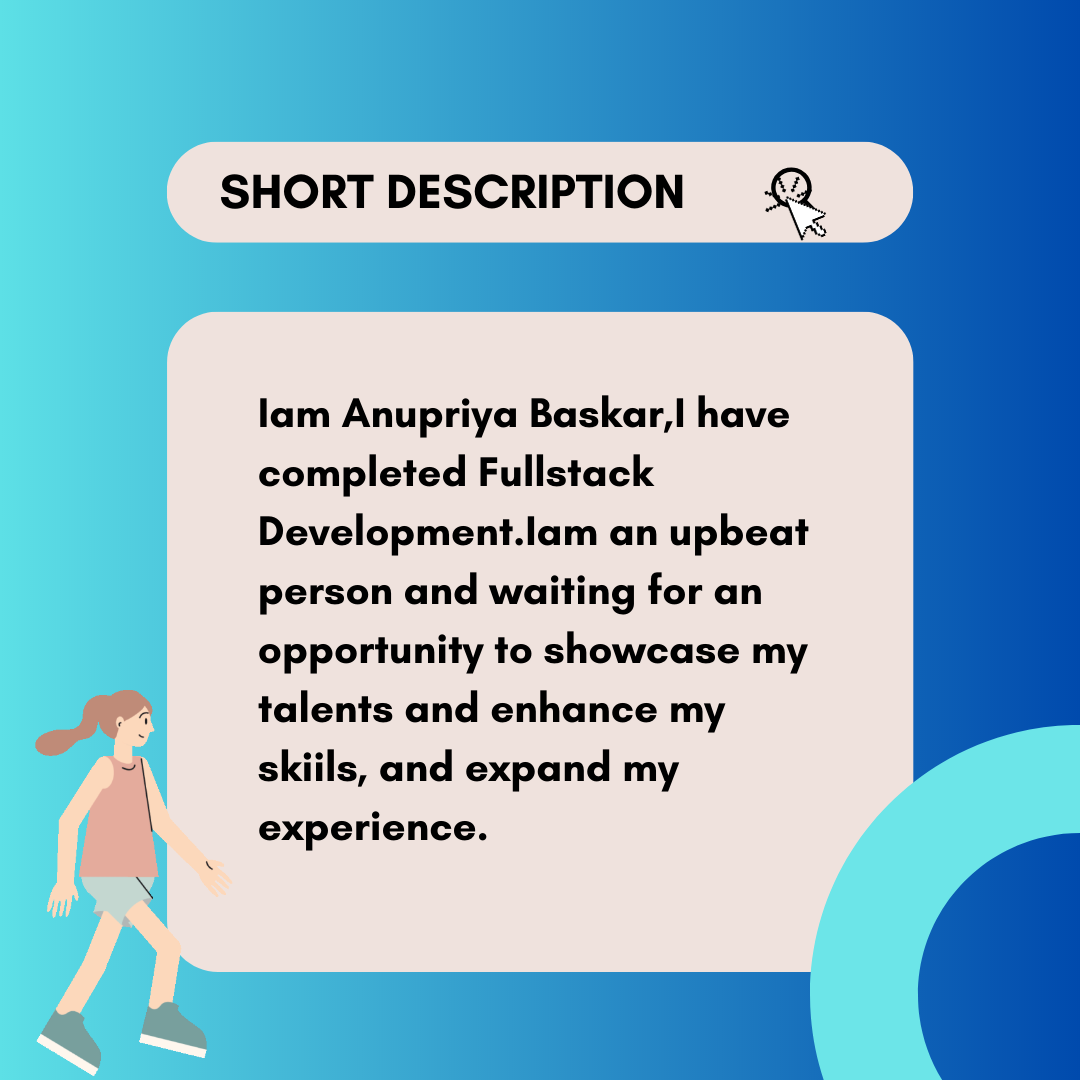 SHORT DESCRIPTION
Iam Anupriya Baskar,I have
completed Fullstack
Development.Iam an upbeat
person and waiting for an
opportunity to showcase my
talents and enhance my
skiils, and expand my
experience.